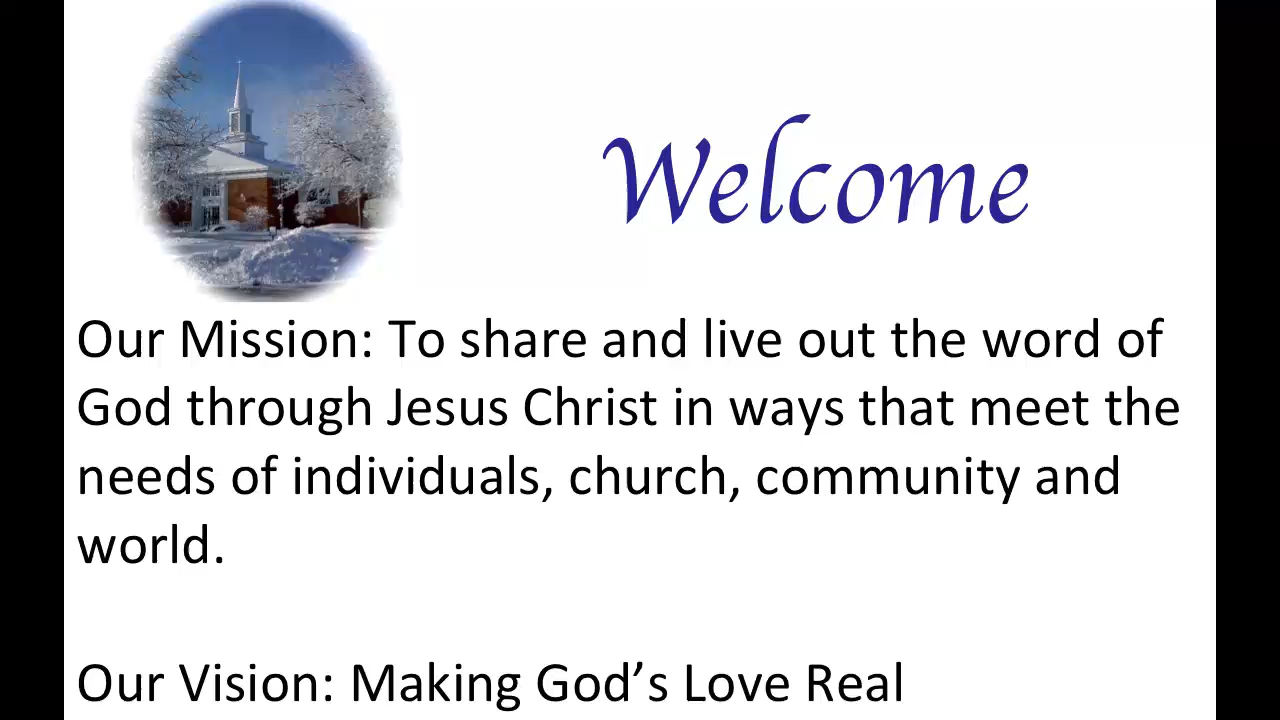 Welcome
Our Mission: To share and live out the word of
God through Jesus Christ in ways that meet the
needs of individuals, church, community and
world.
Our Vision: Making God’s Love Real